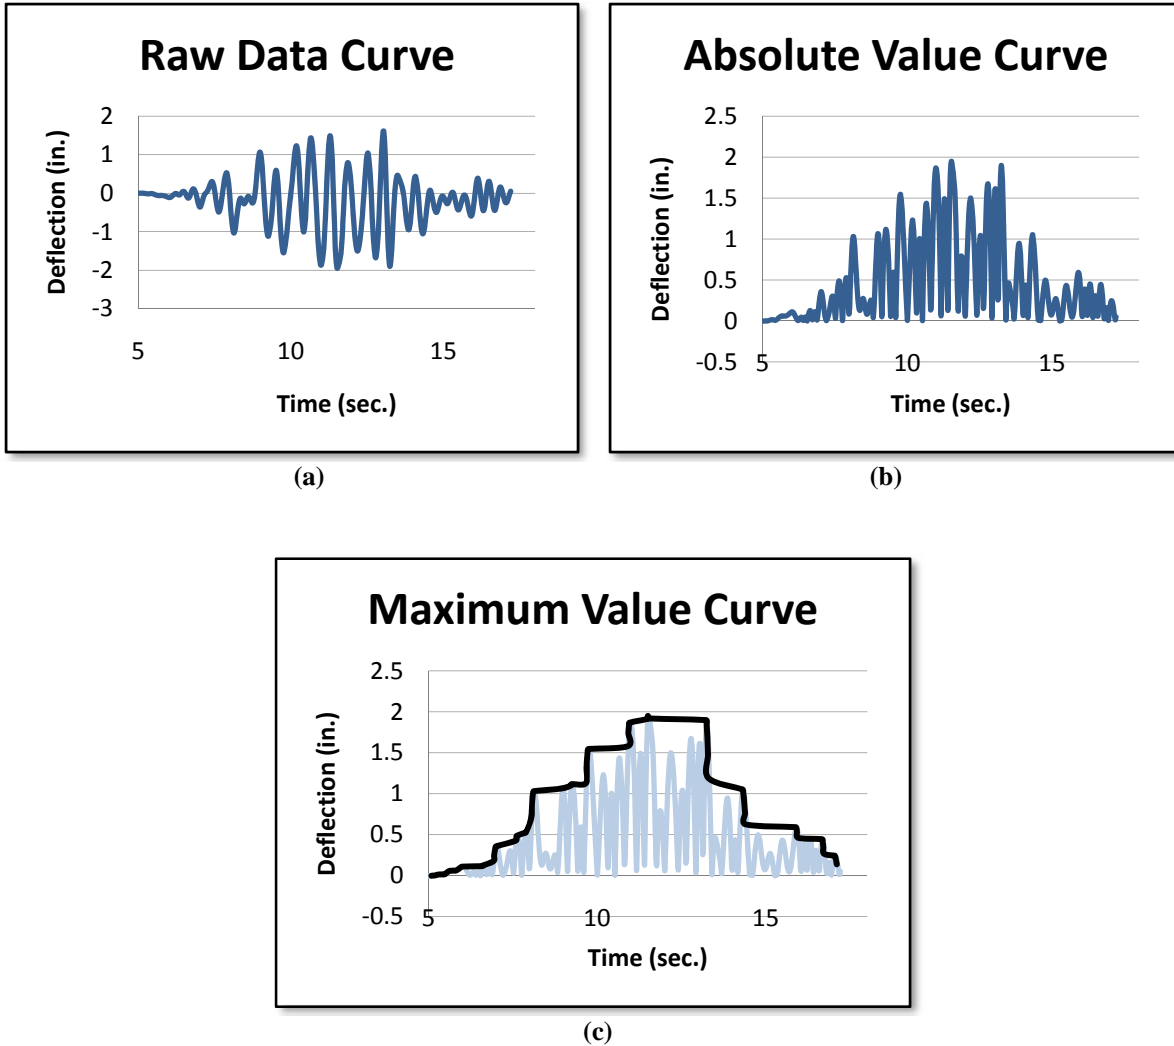 Raw Data Curve
Deflection (in.)
2
1
0
-1
-2
-3
5 10 15
Time (sec.)
(a)
Absolute Value Curve
Deflection (in.)
2.5
2
1.5
1
0.5
0
-0.5
5 10 15
Time (sec.)
(b)
Maximum Value Curve
Deflection (in.)
2.5
2
1.5
1
0.5
0
-0.5
5 10 15
Time (sec.)
(c)